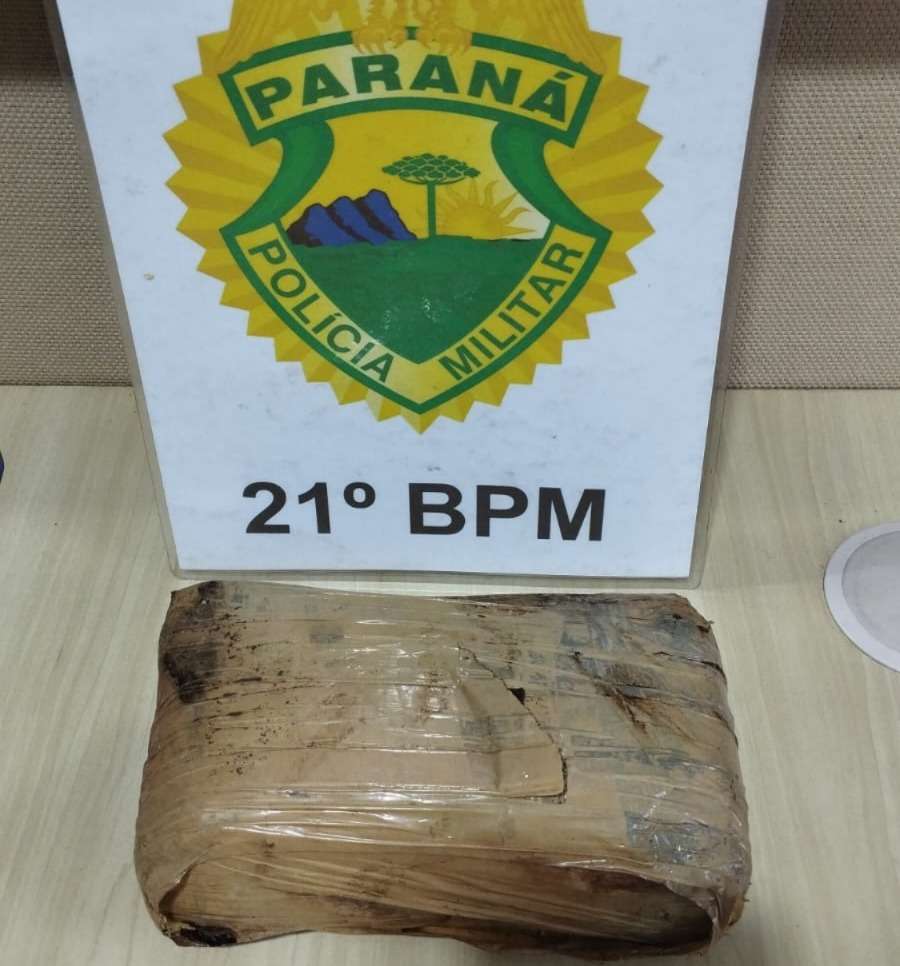 PARANÁ
POLÍCIA MILITAR
21º BPM